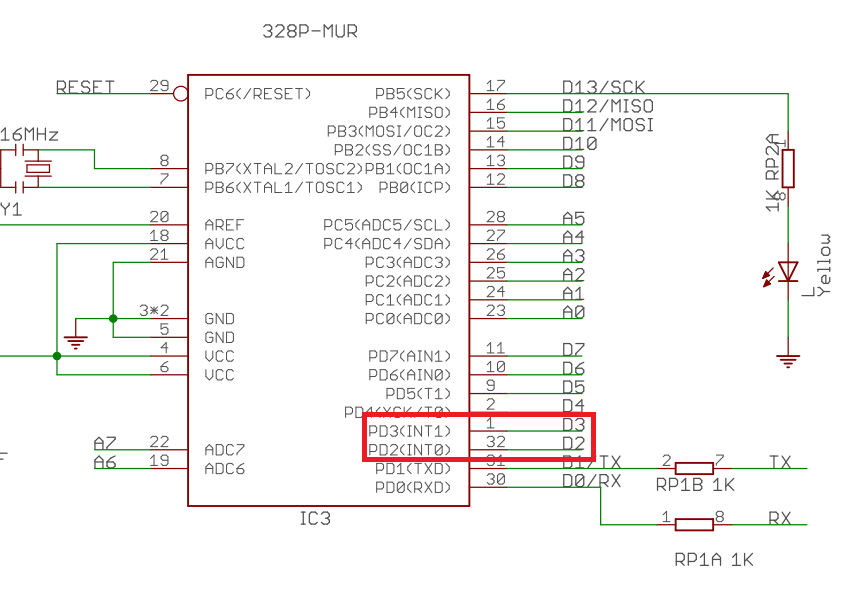 328P-MUR
RESET 29 PC6(/RESET) PB5(SCK) 17 D13/SCK
PB4(MISO) 16 D12/MISO
16MHz PB3(MOSI/OC2) 15 D11/MOSI
PB2(SS/OC1B) 14 D10
8 PB7(XTAL2/TOSC2) PB1(OC1A) 13 D9
7 PB6(XTAL1/TOSC1) PB0(ICP) 12 D8
Y1
1K RP2A
20 AREF PC5(ADC5/SCL) 28 A5
18 AVCC PC4(ADC4/SDA) 27 A4
21 AGND PC3(ADC3) 26 A3
PC2(ADC2) 25 A2
PC1(ADC1) 24 A1
3*2 GND PC0(ADC0) 23 A0
L
Yellow
5 GND
4 VCC PD7(AIN1) 11 D7
6 VCC PD6(AIN0) 10 D6
PD5(T1) 9 D5
PD4(XCK/T0) 2 D4
PD3(INT1) 1 D3
22 A7 ADC7 PD2(INT0) 32 D2
19 A6 ADC6 PD1(TXD) 31 D1/TX 2 7 TX
PD0(RXD) 30 D0/RX RP1B 1K
IC3 1 8 RX
RP1A 1K